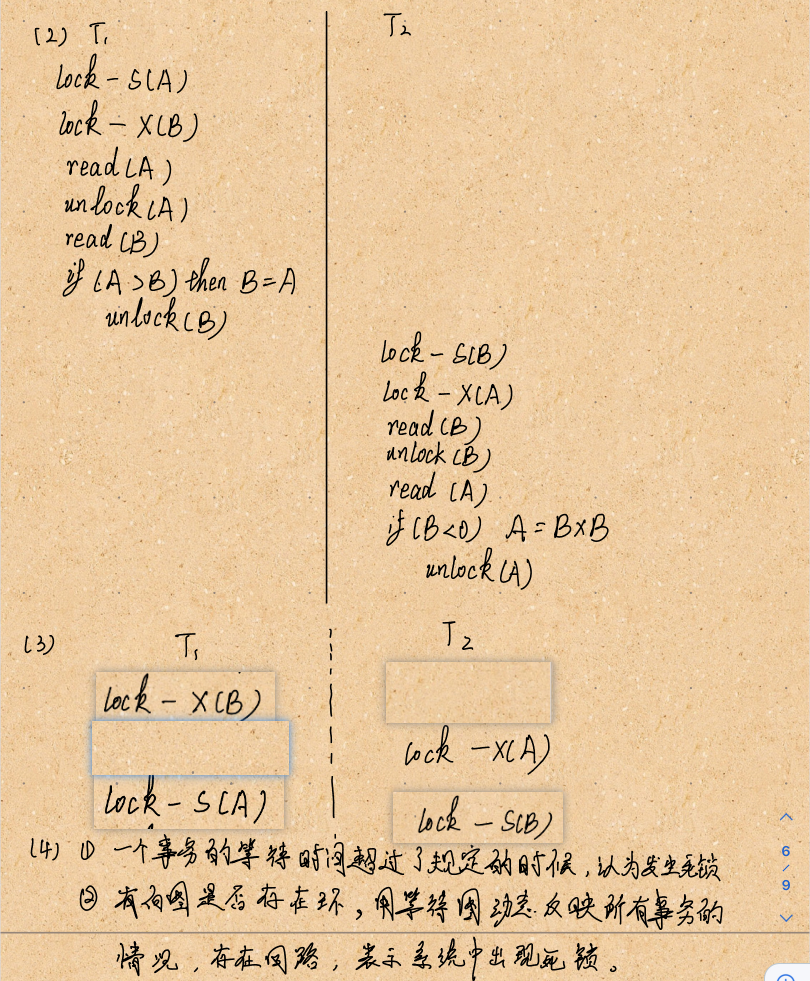 (2) T₁
T₂
lock-S(A)
lock-X(B)
read(A)
unlock(A)
read(B)
if (A>B) then B=A
unlock(B)
lock-S(B)
lock-X(A)
read(B)
unlock(B)
read(A)
if (B<0) A=B×B
unlock(A)
(3) T₁ T₂
lock-X(B)
lock-X(A)
lock-S(A)
lock-S(B)
(4) ① 一个事务的等待时间超过了规定的时候,认为发生死锁
② 有向图是否存在环,用等待图动态反映所有事务的
情况,存在回路,表示系统中出现死锁。
6
/
9